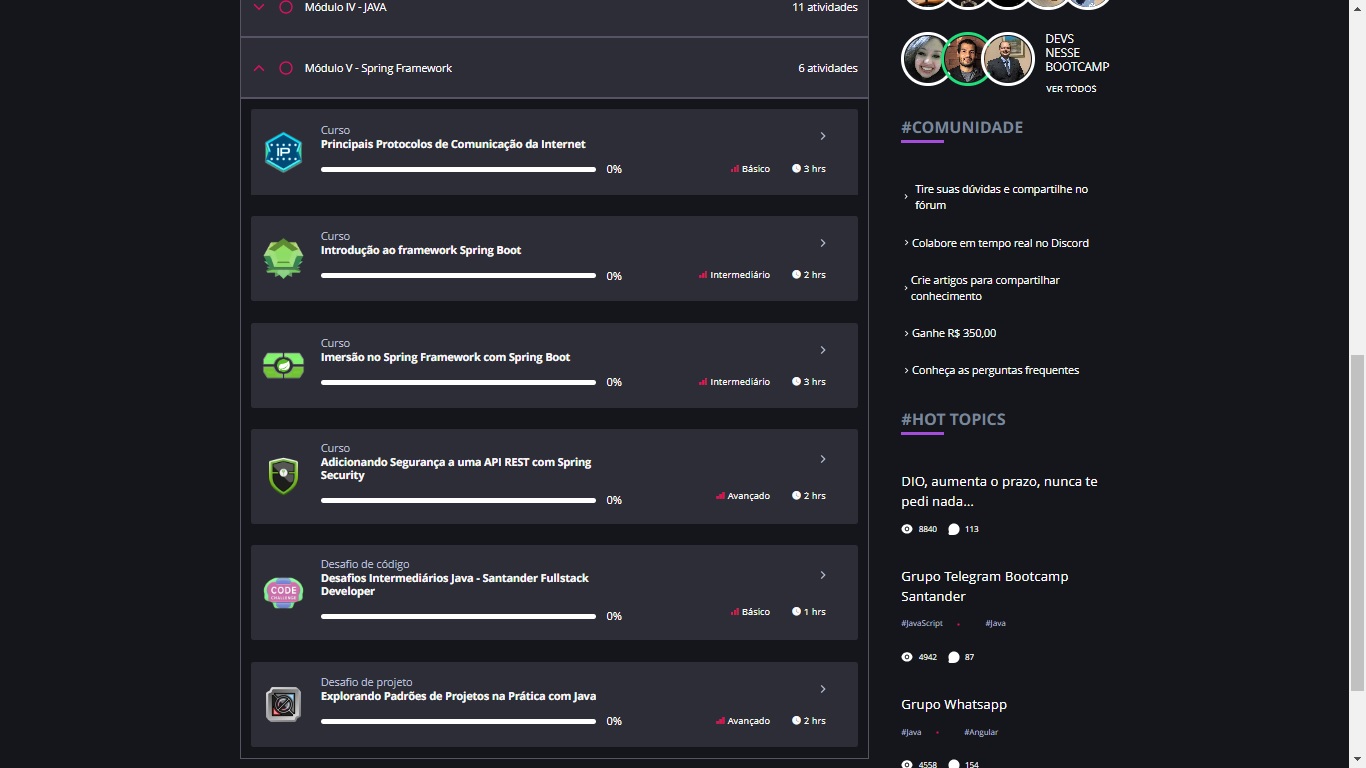 Módulo IV - JAVA
11 atividades
Módulo V - Spring Framework
6 atividades
Curso
Principais Protocolos de Comunicação da Internet
0%
Básico
3 hrs
Curso
Introdução ao framework Spring Boot
0%
Intermediário
2 hrs
Curso
Imersão no Spring Framework com Spring Boot
0%
Intermediário
3 hrs
Curso
Adicionando Segurança a uma API REST com Spring
Security
0%
Avançado
2 hrs
Desafio de código
Desafios Intermediários Java - Santander Fullstack
Developer
0%
Básico
1 hrs
Desafio de projeto
Explorando Padrões de Projetos na Prática com Java
0%
Avançado
2 hrs
IP
CODE
CHALLENGE
DEVS
NESSE
BOOTCAMP
VER TODOS
#COMUNIDADE
Tire suas dúvidas e compartilhe no
fórum
Colabore em tempo real no Discord
Crie artigos para compartilhar
conhecimento
Ganhe R$ 350,00
Conheça as perguntas frequentes
#HOT TOPICS
DIO, aumenta o prazo, nunca te
pedi nada...
8840
113
Grupo Telegram Bootcamp
Santander
#JavaScript
#Java
4942
87
Grupo Whatsapp
#Java
#Angular
4558
154